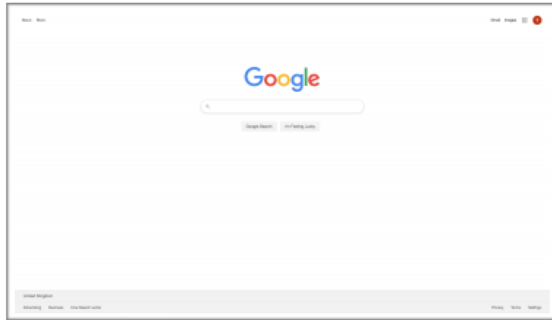 About Store
Gmail Images
Google
Google Search I'm Feeling Lucky
United Kingdom
Advertising Business How Search works
Privacy Terms Settings